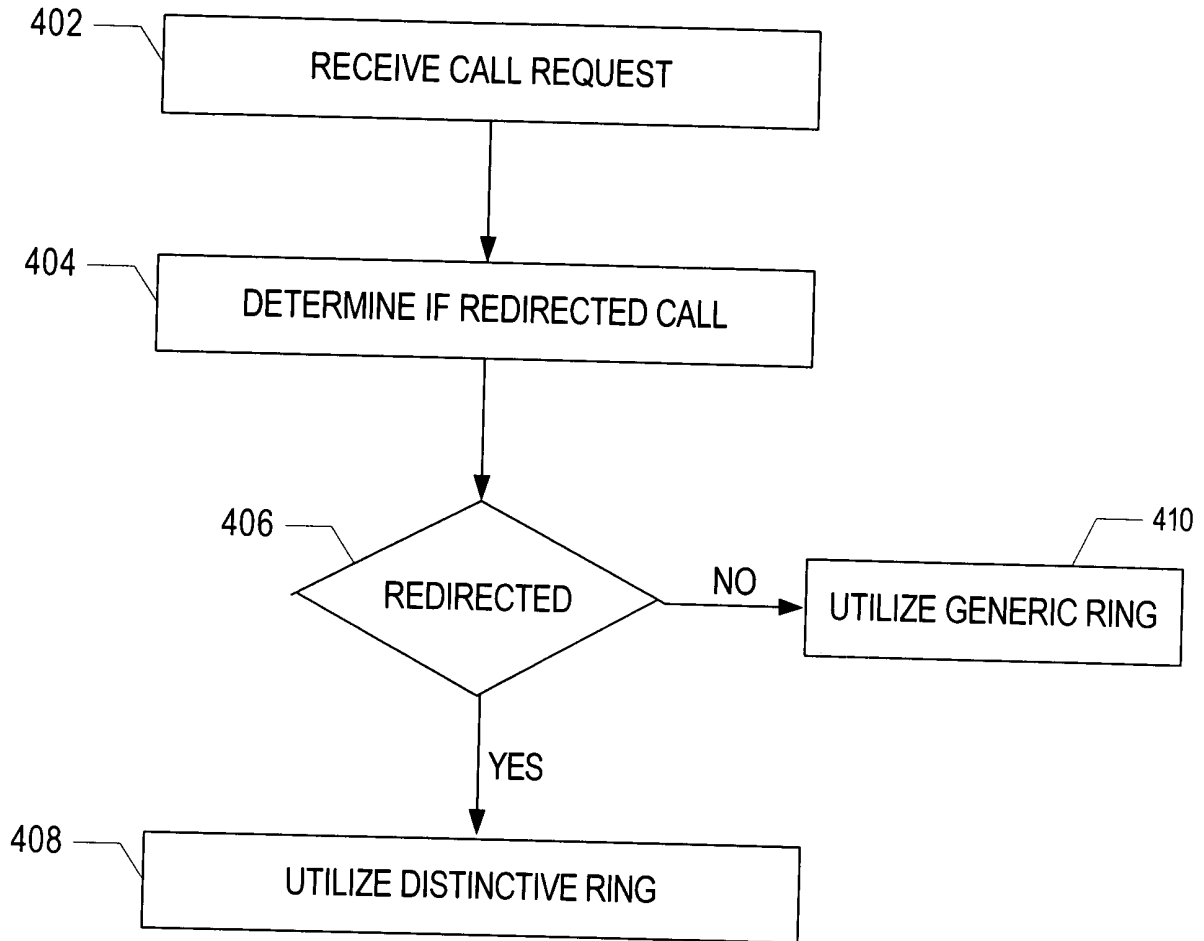 402
RECEIVE CALL REQUEST
404
DETERMINE IF REDIRECTED CALL
406
REDIRECTED
NO
410
UTILIZE GENERIC RING
YES
408
UTILIZE DISTINCTIVE RING